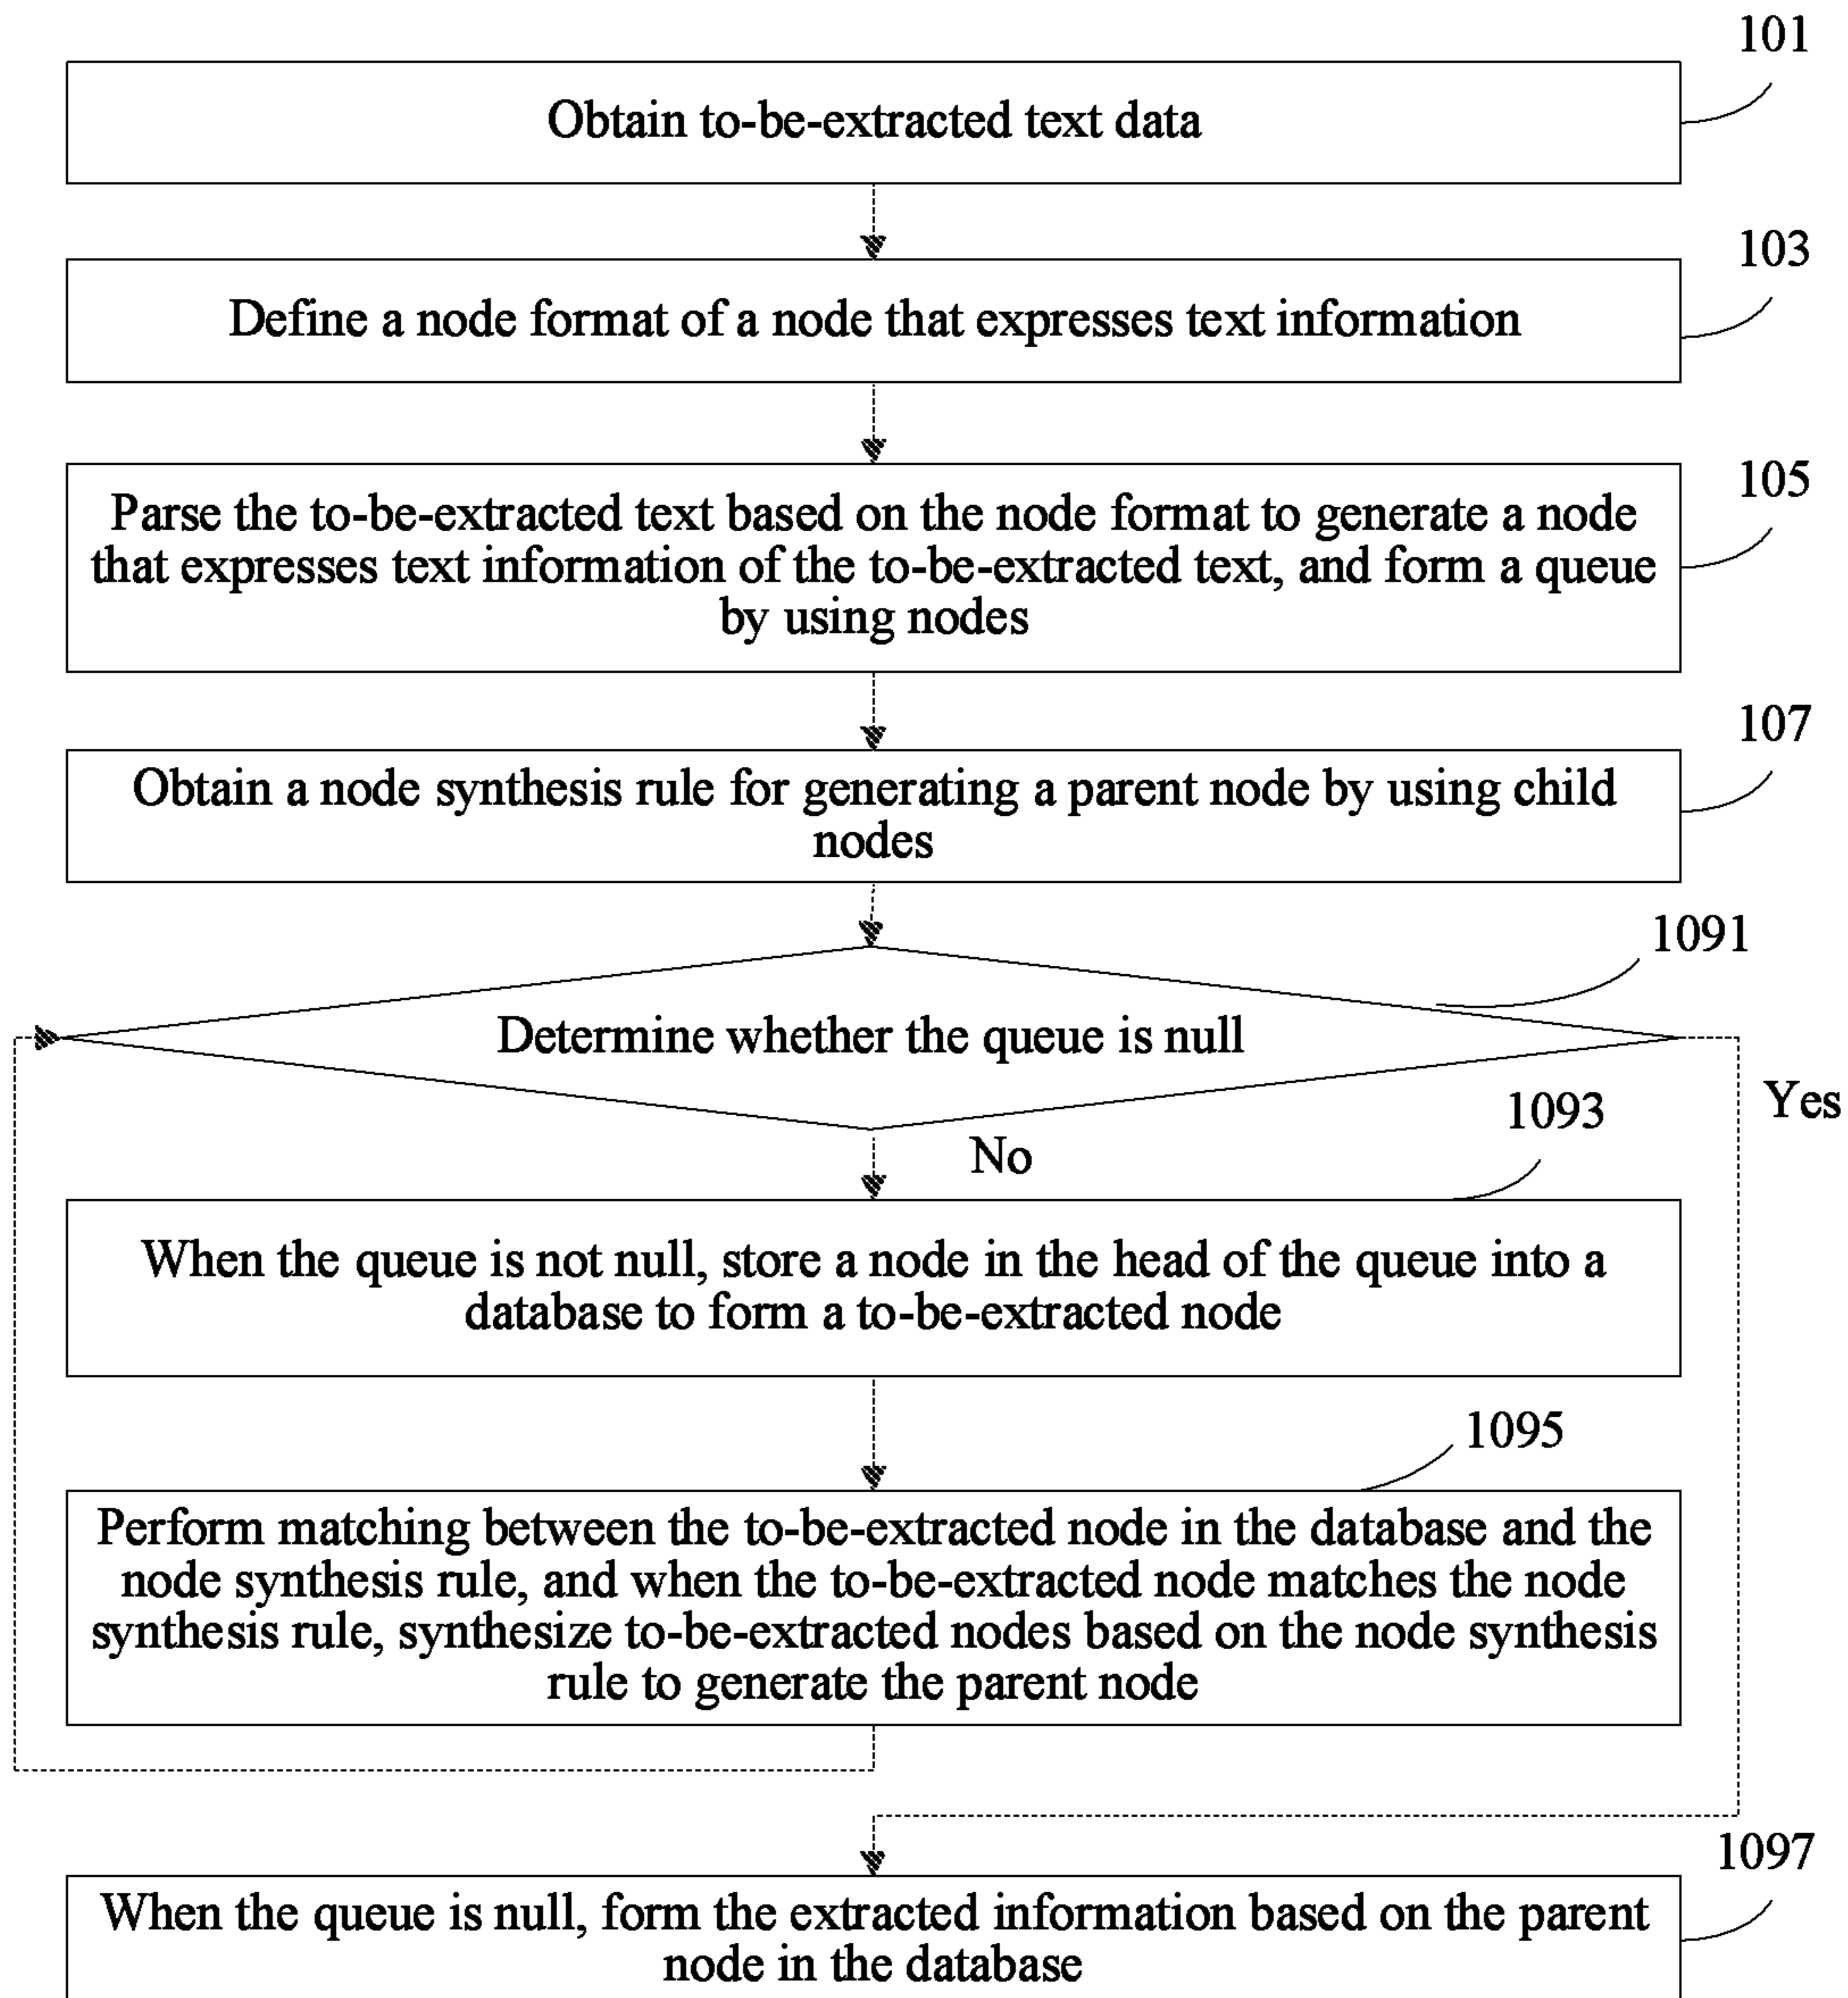 101
Obtain to-be-extracted text data
103
Define a node format of a node that expresses text information
105
Parse the to-be-extracted text based on the node format to generate a node
that expresses text information of the to-be-extracted text, and form a queue
by using nodes
107
Obtain a node synthesis rule for generating a parent node by using child
nodes
1091
Determine whether the queue is null
Yes
1093
No
When the queue is not null, store a node in the head of the queue into a
database to form a to-be-extracted node
1095
Perform matching between the to-be-extracted node in the database and the
node synthesis rule, and when the to-be-extracted node matches the node
synthesis rule, synthesize to-be-extracted nodes based on the node synthesis
rule to generate the parent node
1097
When the queue is null, form the extracted information based on the parent
node in the database